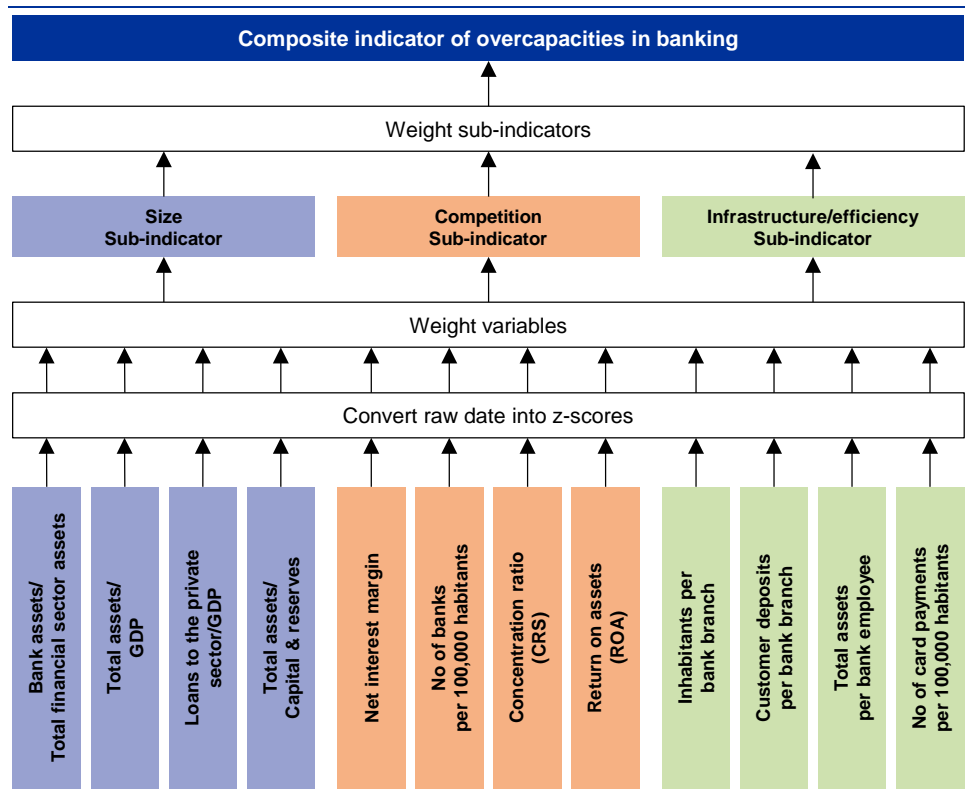 Composite indicator of overcapacities in banking
Weight sub-indicators
Size
Sub-indicator
Competition
Sub-indicator
Infrastructure/efficiency
Sub-indicator
Weight variables
Convert raw date into z-scores
Bank assets/
Total financial sector assets
Total assets/
GDP
Loans to the private
sector/GDP
Total assets/
Capital & reserves
Net interest margin
No of banks
per 100,000 habitants
Concentration ratio
(CRS)
Return on assets
(ROA)
Inhabitants per
bank branch
Customer deposits
per bank branch
Total assets
per bank employee
No of card payments
per 100,000 habitants